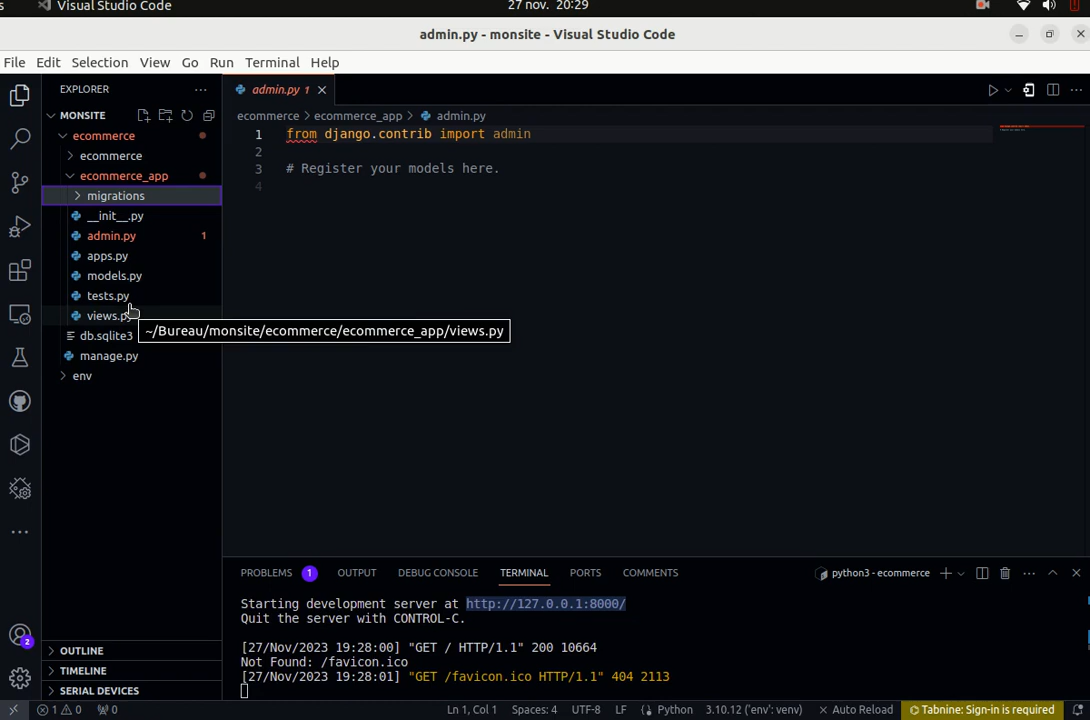 Visual Studio Code
27 nov. 20:29
admin.py - monsite - Visual Studio Code
File Edit Selection View Go Run Terminal Help
EXPLORER
admin.py 1
MONSITE
ecommerce > ecommerce_app > admin.py
ecommerce
1 from django.contrib import admin
ecommerce
2
ecommerce_app
3 # Register your models here.
migrations
4
__init__.py
admin.py 1
apps.py
models.py
tests.py
views.py
~/Bureau/monsite/ecommerce/ecommerce_app/views.py
db.sqlite3
manage.py
env
PROBLEMS 1 OUTPUT DEBUG CONSOLE TERMINAL PORTS COMMENTS
python3 - ecommerce
Starting development server at http://127.0.0.1:8000/
Quit the server with CONTROL-C.
[27/Nov/2023 19:28:00] "GET / HTTP/1.1" 200 10664
Not Found: /favicon.ico
[27/Nov/2023 19:28:01] "GET /favicon.ico HTTP/1.1" 404 2113
2
OUTLINE
TIMELINE
SERIAL DEVICES
1 0 0 Ln 1, Col 1 Spaces: 4 UTF-8 LF Python 3.10.12 ('env': venv) Auto Reload Tabnine: Sign-in is required